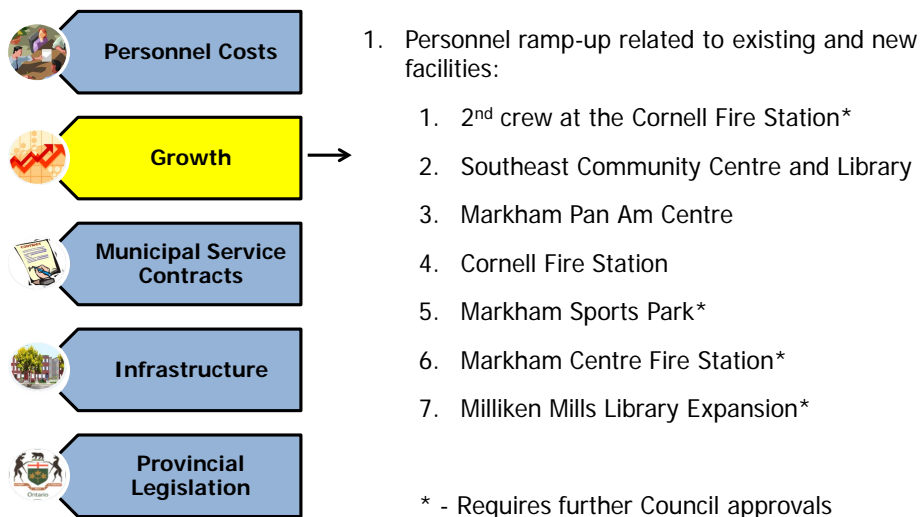 Personnel Costs
Growth
Municipal Service
Contracts
Infrastructure
Provincial
Legislation
Ontario
1. Personnel ramp-up related to existing and new
facilities:
1. 2nd crew at the Cornell Fire Station*
2. Southeast Community Centre and Library
3. Markham Pan Am Centre
4. Cornell Fire Station
5. Markham Sports Park*
6. Markham Centre Fire Station*
7. Milliken Mills Library Expansion*
* - Requires further Council approvals